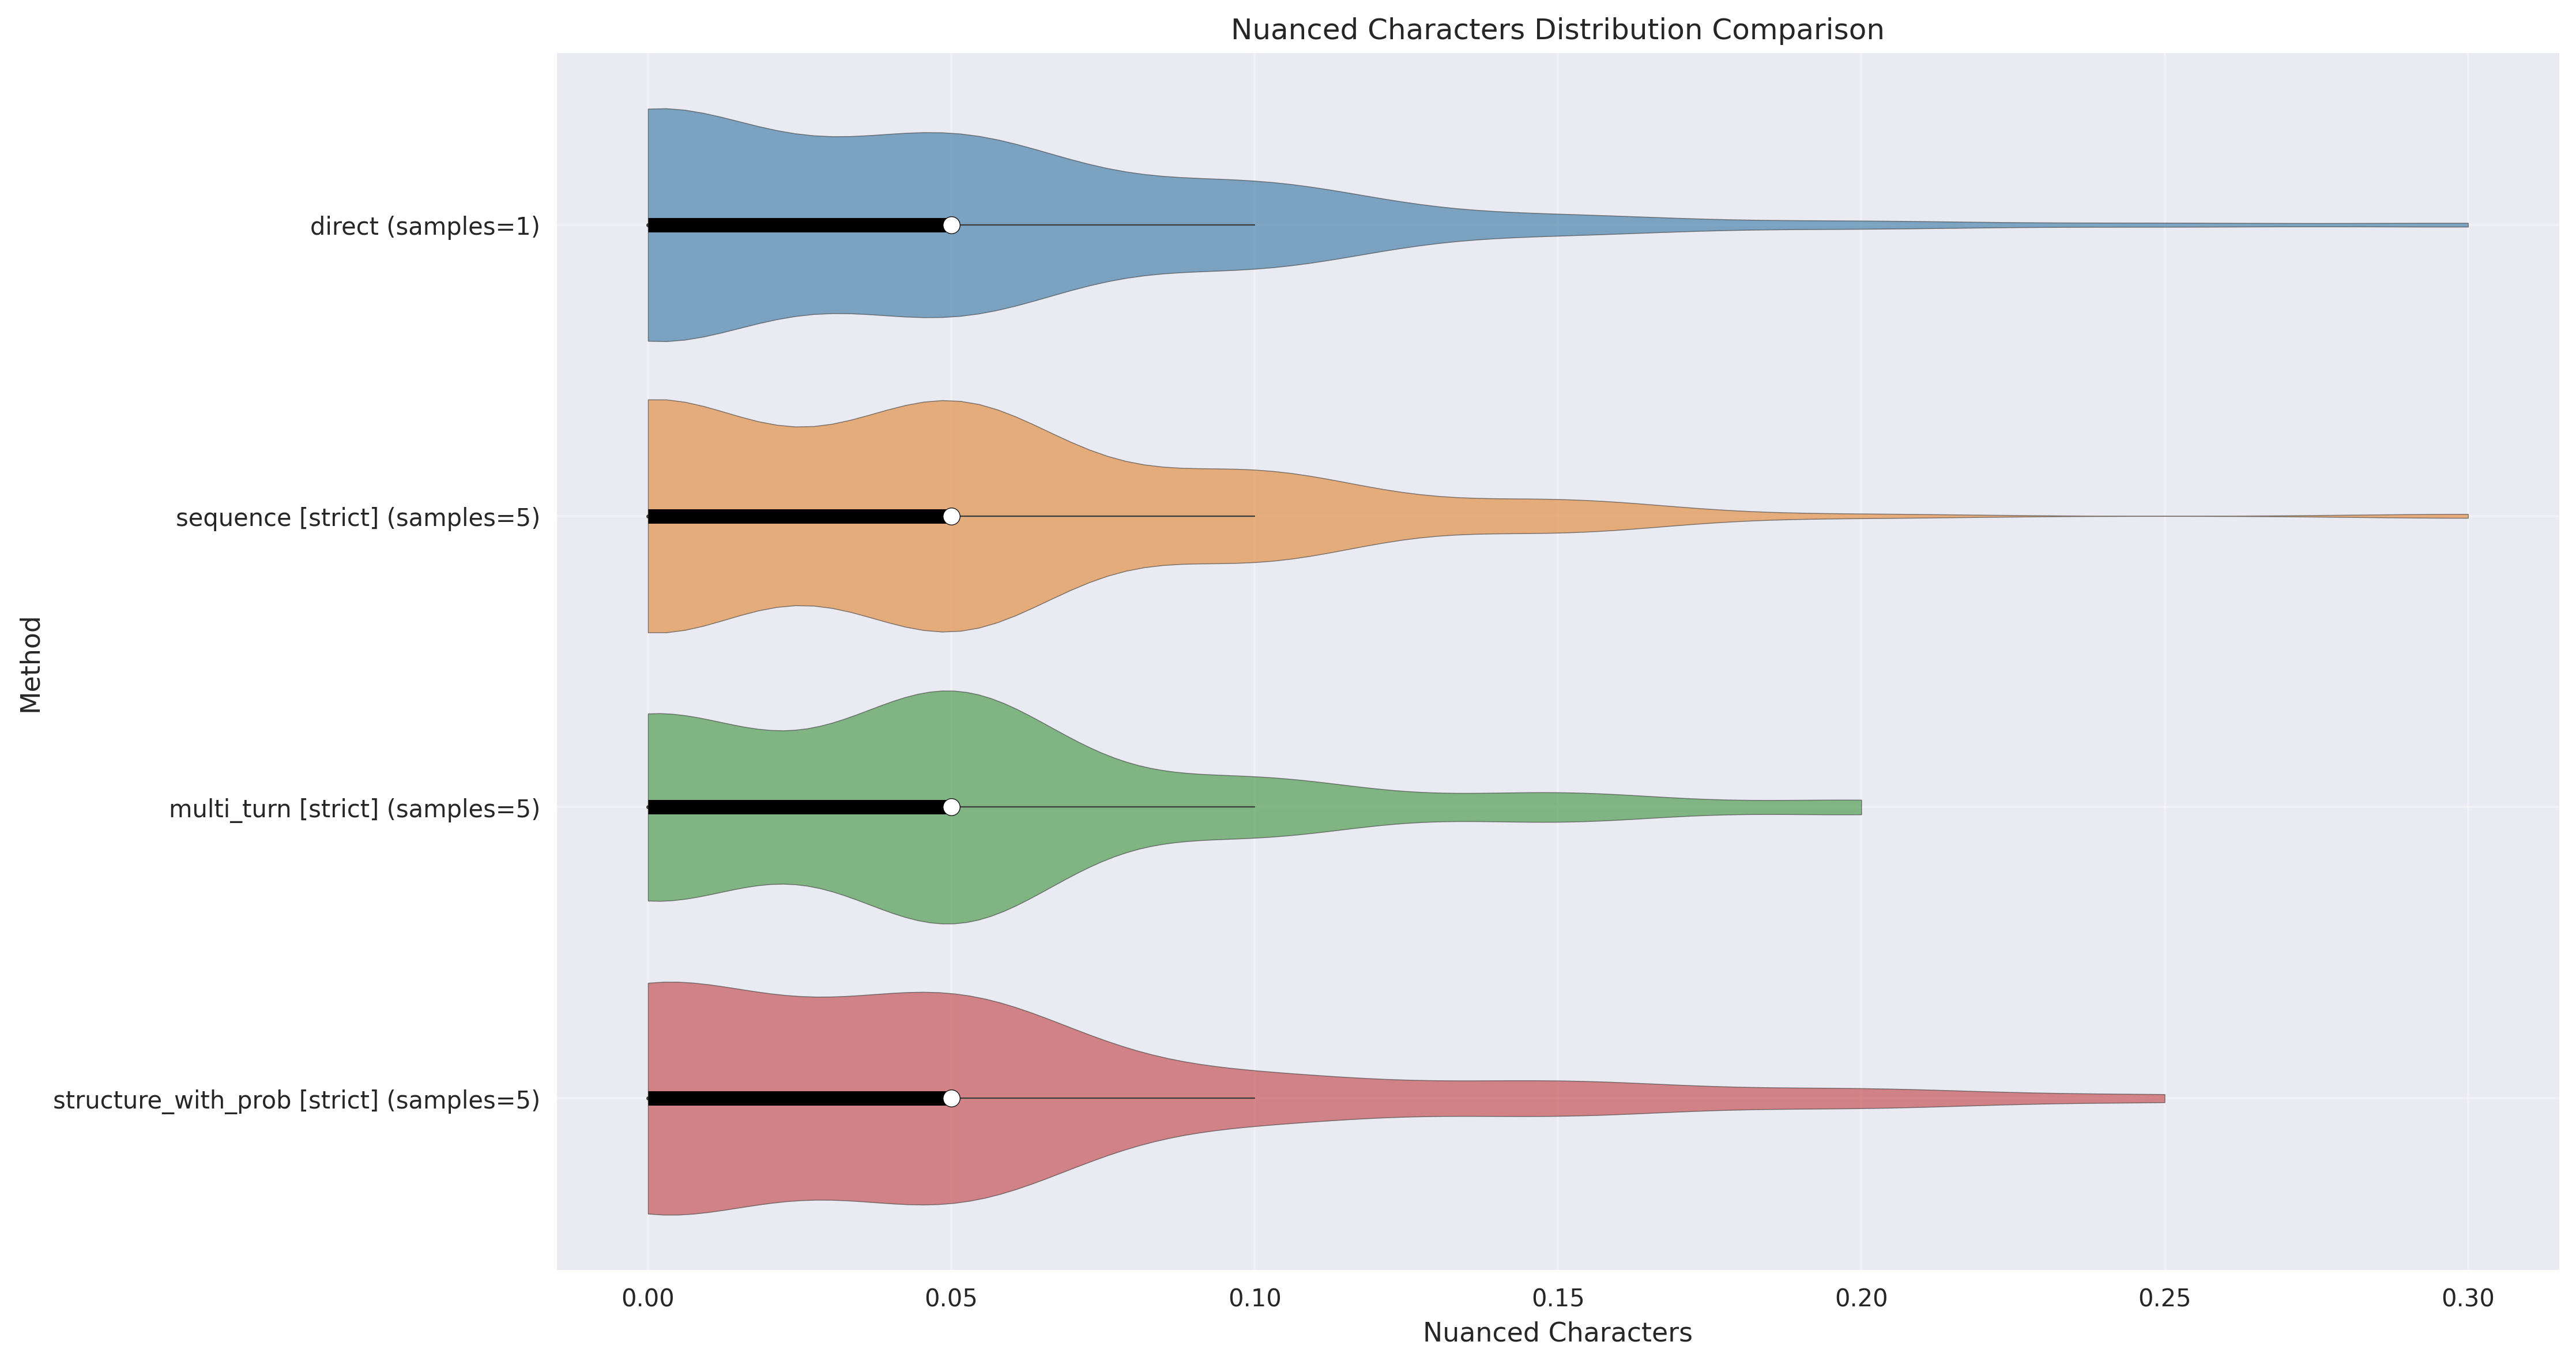 Nuanced Characters Distribution Comparison
Method
direct (samples=1)
sequence [strict] (samples=5)
multi_turn [strict] (samples=5)
structure_with_prob [strict] (samples=5)
0.00 0.05 0.10 0.15 0.20 0.25 0.30
Nuanced Characters